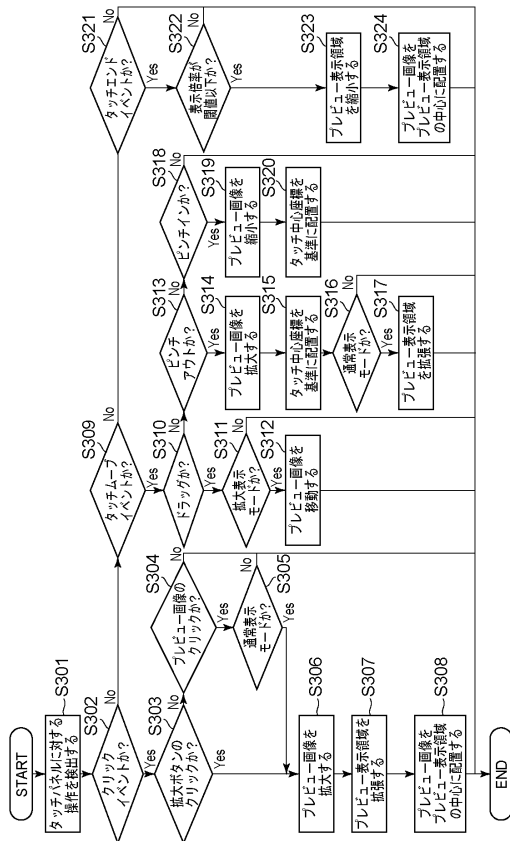 START
S301
タッチパネルに対する
操作を検出する
S302
クリック
イベントか?
No
Yes
S303
拡大ボタンの
クリックか?
No
Yes
S304
プレビュー画像の
クリックか?
No
Yes
S305
通常表示
モードか?
No
Yes
S306
プレビュー画像を
拡大する
S307
プレビュー表示領域を
拡張する
S308
プレビュー画像を
プレビュー表示領域
の中心に配置する
END
S309
タッチムーブ
イベントか?
No
Yes
S310
ドラッグか?
No
Yes
S311
拡大表示
モードか?
No
Yes
S312
プレビュー画像を
移動する
S313
ピンチ
アウトか?
No
Yes
S314
プレビュー画像を
拡大する
S315
タッチ中心座標を
基準に配置する
S316
通常表示
モードか?
No
Yes
S317
プレビュー表示領域
を拡張する
S318
ピンチインか?
No
Yes
S319
プレビュー画像を
縮小する
S320
タッチ中心座標を
基準に配置する
S321
タッチエンド
イベントか?
No
Yes
S322
表示倍率が
閾値以下か?
No
Yes
S323
プレビュー表示領域
を縮小する
S324
プレビュー画像を
プレビュー表示領域
の中心に配置する